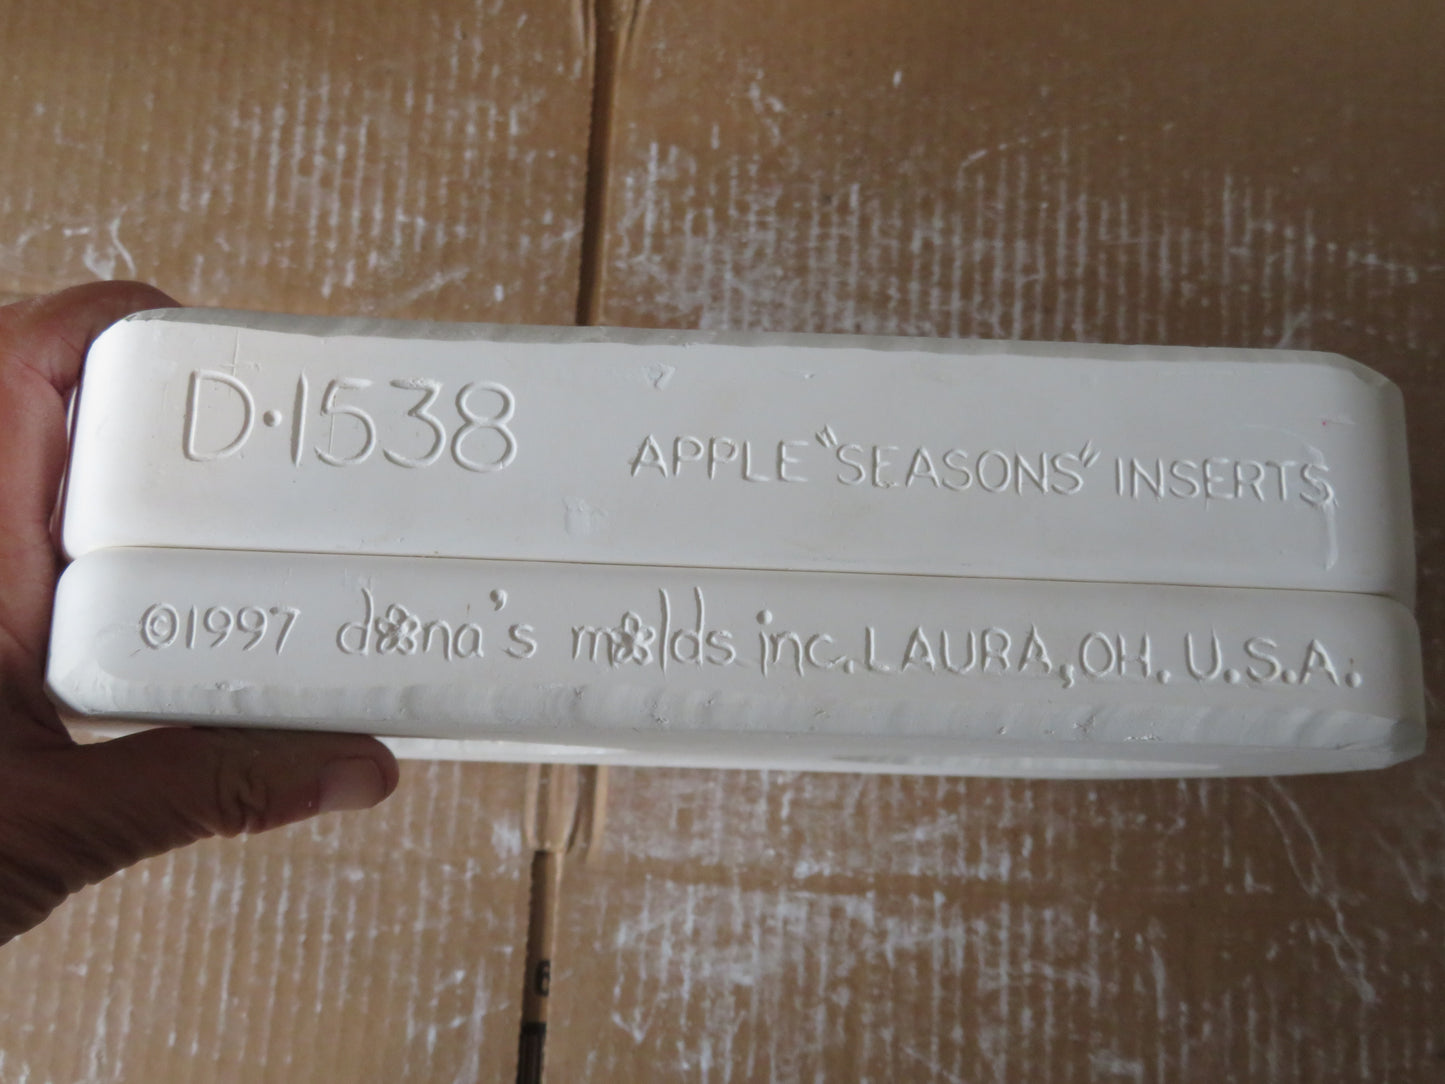 D·1538 APPLE "SEASONS" INSERTS
©1997 dona's molds inc. LAURA, OH. U.S.A.